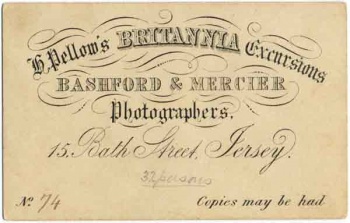 H. Pellow's BRITANNIA Excursions
BASHFORD & MERCIER
Photographers.
15. Bath Street, Jersey.
32 persons
No. 74 Copies may be had